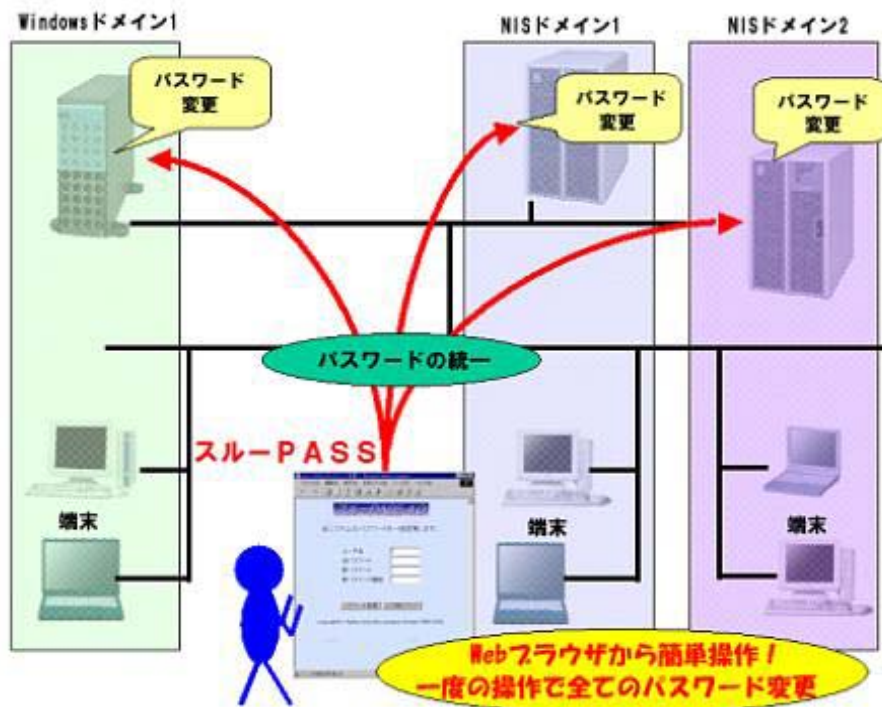 Windowsドメイン1
NISドメイン1
NISドメイン2
パスワード
変更
パスワード
変更
パスワード
変更
パスワードの統一
スルーPASS
端末
端末
端末
Webブラウザから簡単操作!
一度の操作で全てのパスワード変更